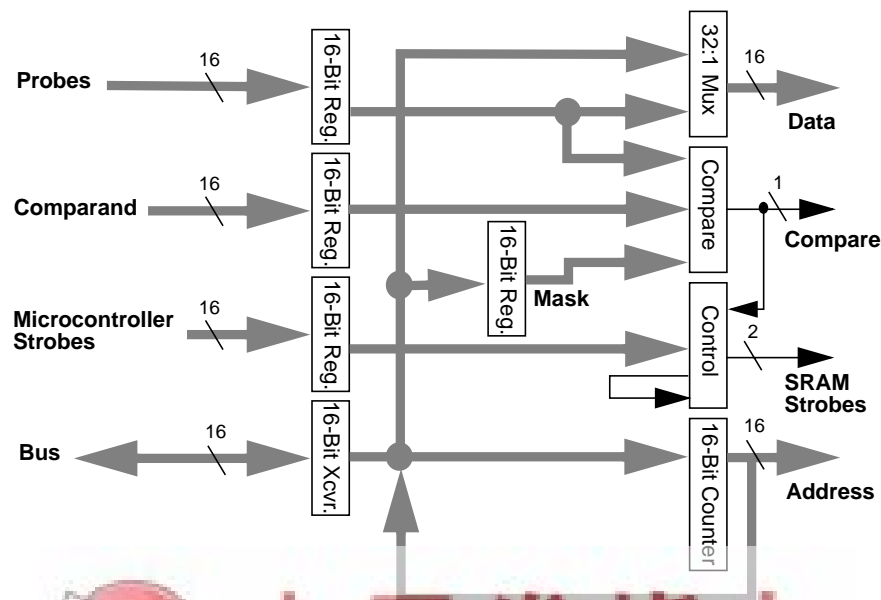 Probes
16
16-Bit Reg.
32:1 Mux
16
Data
Comparand
16
16-Bit Reg.
Compare
1
Compare
16-Bit Reg.
Mask
Microcontroller
Strobes
16
16-Bit Reg.
Control
2
SRAM
Strobes
Bus
16
16-Bit Xcvr.
16-Bit Counter
16
Address